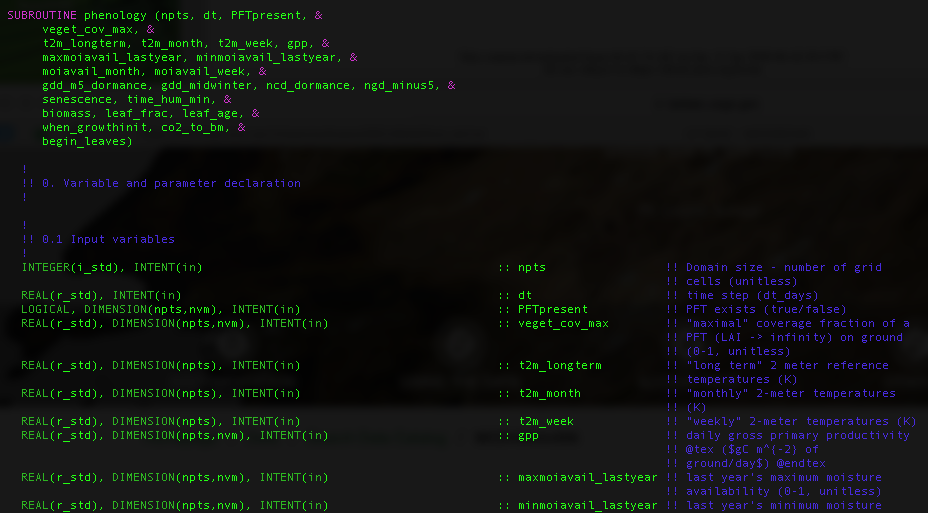 SUBROUTINE phenology (npts, dt, PFTpresent, &
veget_cov_max, &
t2m_longterm, t2m_month, t2m_week, gpp, &
maxmoiavail_lastyear, minmoiavail_lastyear, &
moiavail_month, moiavail_week, &
gdd_m5_dormance, gdd_midwinter, ncd_dormance, ngd_minus5, &
senescence, time_hum_min, &
biomass, leaf_frac, leaf_age, &
when_growthinit, co2_to_bm, &
begin_leaves)
!
!! 0. Variable and parameter declaration
!
!
!! 0.1 Input variables
!
INTEGER(i_std), INTENT(in) :: npts !! Domain size - number of grid
!! cells (unitless)
REAL(r_std), INTENT(in) :: dt !! time step (dt_days)
LOGICAL, DIMENSION(npts,nvm), INTENT(in) :: PFTpresent !! PFT exists (true/false)
REAL(r_std), DIMENSION(npts,nvm), INTENT(in) :: veget_cov_max !! "maximal" coverage fraction of a
!! PFT (LAI -> infinity) on ground
!! (0-1, unitless)
REAL(r_std), DIMENSION(npts), INTENT(in) :: t2m_longterm !! "long term" 2 meter reference
!! temperatures (K)
REAL(r_std), DIMENSION(npts), INTENT(in) :: t2m_month !! "monthly" 2-meter temperatures
!! (K)
REAL(r_std), DIMENSION(npts), INTENT(in) :: t2m_week !! "weekly" 2-meter temperatures (K)
REAL(r_std), DIMENSION(npts,nvm), INTENT(in) :: gpp !! daily gross primary productivity
!! @tex ($gC m^{-2} of
!! ground/day$) @endtex
REAL(r_std), DIMENSION(npts,nvm), INTENT(in) :: maxmoiavail_lastyear !! last year's maximum moisture
!! availability (0-1, unitless)
REAL(r_std), DIMENSION(npts,nvm), INTENT(in) :: minmoiavail_lastyear !! last year's minimum moisture